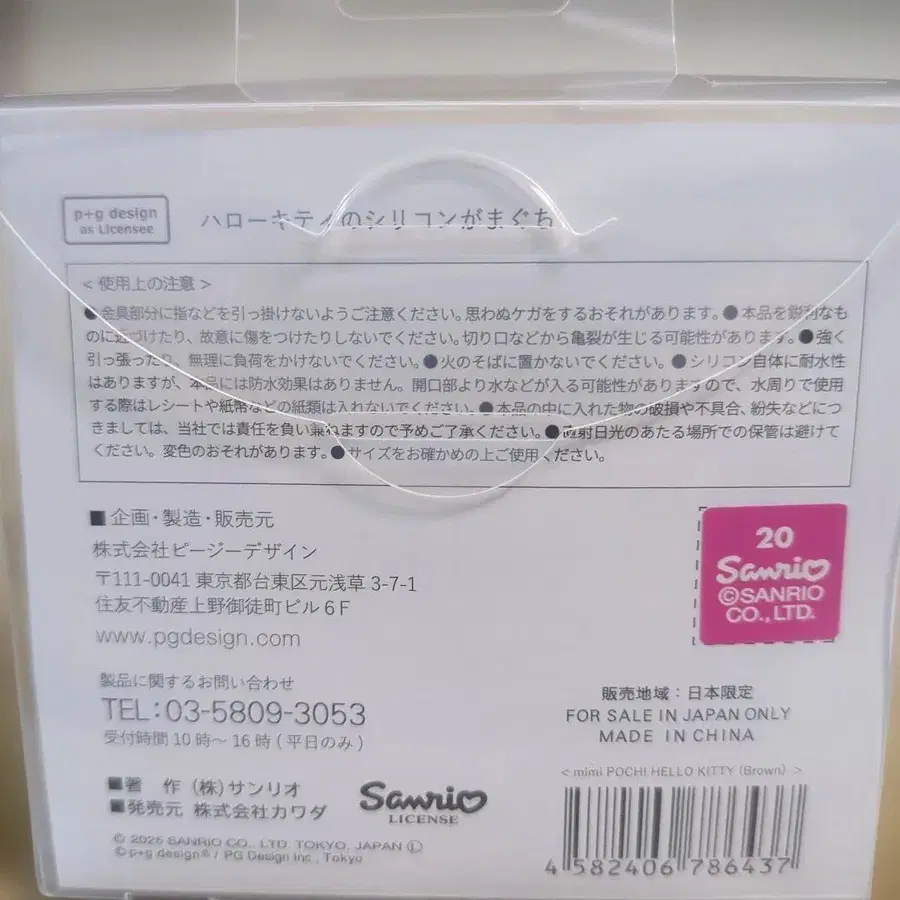 p+g design
as Licensee
ハローキティのシリコンがまぐち
< 使用上の注意 >
●金具部分に指などを引っ掛けないようご注意ください。思わぬケガをするおそれがあります。●本品を鋭利なも
のに近づけたり、故意に傷をつけたりしないでください。切り口などから亀裂が生じる可能性があります。●強く
引っ張ったり、無理に負荷をかけないでください。●火のそばに置かないでください。●シリコン自体に耐水性
はありますが、本品には防水効果はありません。開口部より水などが入る可能性がありますので、水周りで使用
する際はレシートや紙幣などの紙類は入れないでください。●本品の中に入れた物の破損や不具合、紛失などにつ
きましては、当社では責任を負い兼ねますので予めご了承ください。●直射日光のあたる場所での保管は避けて
ください。変色のおそれがあります。●サイズをお確かめの上ご使用ください。
■企画・製造・販売元
株式会社ピージーデザイン
〒111-0041 東京都台東区元浅草 3-7-1
住友不動産上野御徒町ビル 6F
www.pgdesign.com
製品に関するお問い合わせ
TEL:03-5809-3053
受付時間 10 時〜 16 時 ( 平日のみ )
■著 作 (株) サンリオ
■発売元 株式会社カワダ
Sanrio
LICENSE
© 2025 SANRIO CO., LTD. TOKYO, JAPAN Ⓛ
©p+g design® / PG Design Inc., Tokyo
20
Sanrio
©SANRIO
CO., LTD.
販売地域：日本限定
FOR SALE IN JAPAN ONLY
MADE IN CHINA
< mimi POCHI HELLO KITTY (Brown) >
4 582406 786437